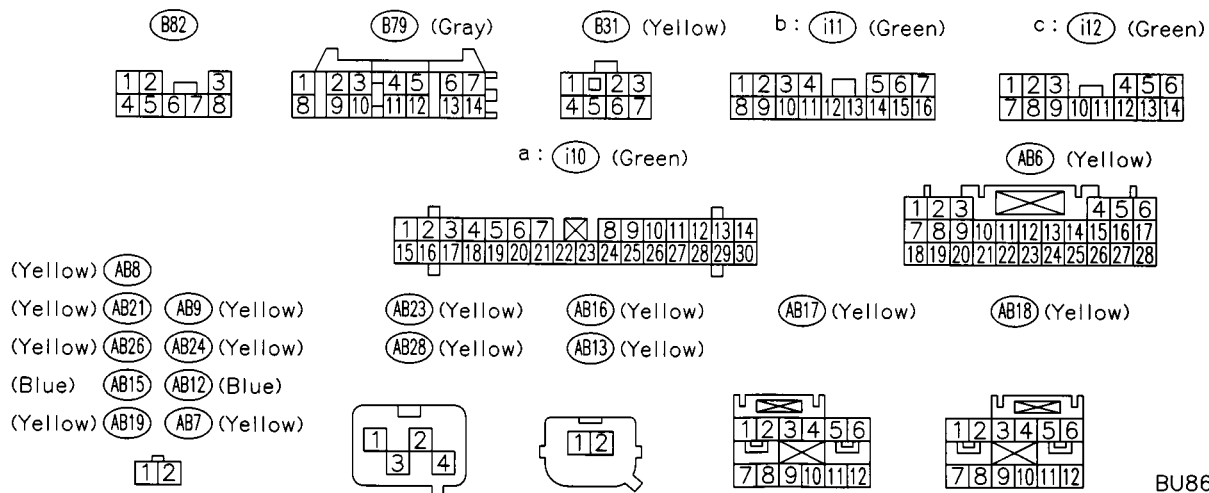 B82 B79 (Gray) B31 (Yellow) b: i11 (Green) c: i12 (Green)
1 2 3 1 2 3 4 5 6 7 1 2 3 1 2 3 4 5 6 7 1 2 3 4 5 6
4 5 6 7 8 8 9 10 11 12 13 14 4 5 6 7 8 9 10 11 12 13 14 15 16 7 8 9 10 11 12 13 14
a: i10 (Green) AB6 (Yellow)
1 2 3 4 5 6 7 8 9 10 11 12 13 14 1 2 3 4 5 6
15 16 17 18 19 20 21 22 23 24 25 26 27 28 29 30 7 8 9 10 11 12 13 14 15 16 17
18 19 20 21 22 23 24 25 26 27 28
(Yellow) AB8
(Yellow) AB21 AB9 (Yellow) AB23 (Yellow) AB16 (Yellow) AB17 (Yellow) AB18 (Yellow)
(Yellow) AB26 AB24 (Yellow) AB28 (Yellow) AB13 (Yellow)
(Blue) AB15 AB12 (Blue)
(Yellow) AB19 AB7 (Yellow)
1 2 1 2 1 2 3 4 5 6 1 2 3 4 5 6
3 4
1 2 7 8 9 10 11 12 7 8 9 10 11 12
BU86